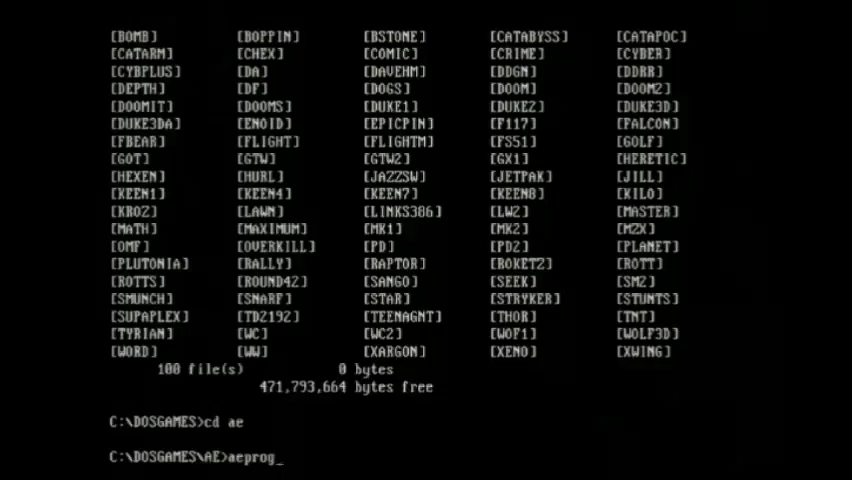 [BOMB] [BOPPIN] [BSTONE] [CATABYSS] [CATAPOC]
[CATARM] [CHEX] [COMIC] [CRIME] [CYBER]
[CYBPLUS] [DA] [DAVEHM] [DDGN] [DDRR]
[DEPTH] [DF] [DOGS] [DOOM] [DOOM2]
[DOOMIT] [DOOMS] [DUKE1] [DUKE2] [DUKE3D]
[DUKE3DA] [ENOID] [EPICPIN] [F117] [FALCON]
[FBEAR] [FLIGHT] [FLIGHTM] [FS51] [GOLF]
[GOT] [GTW] [GTW2] [GX1] [HERETIC]
[HEXEN] [HURL] [JAZZSW] [JETPAK] [JILL]
[KEEN1] [KEEN4] [KEEN7] [KEEN8] [KILO]
[KROZ] [LAWN] [LINKS386] [LW2] [MASTER]
[MATH] [MAXIMUM] [MK1] [MK2] [MZX]
[OMF] [OVERKILL] [PD] [PD2] [PLANET]
[PLUTONIA] [RALLY] [RAPTOR] [ROKETZ] [ROTT]
[ROTTS] [ROUND42] [SANGO] [SEEK] [SM2]
[SMUNCH] [SNARF] [STAR] [STRYKER] [STUNTS]
[SUPAPLEX] [TD2192] [TEENAGNT] [THOR] [TNT]
[TYRIAN] [WC] [WC2] [WOF1] [WOLF3D]
[WORD] [WW] [XARGON] [XENO] [XWING]
100 file(s) 0 bytes
471,793,664 bytes free
C:\DOSGAMES>cd ae
C:\DOSGAMES\AE>aeprog_